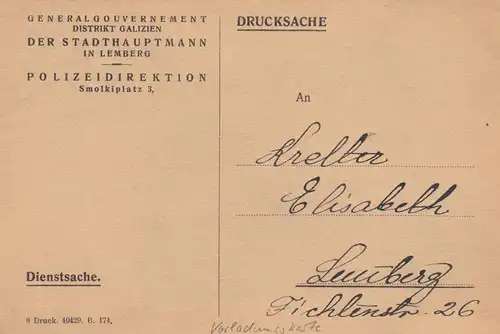 GENERALGOUVERNEMENT
DISTRIKT GALIZIEN
DER STADTHAUPTMANN
IN LEMBERG
POLIZEIDIREKTION
Smolkiplatz 3,
Dienstsache.
8 Druck. 40429. B. 174,
DRUCKSACHE
An
Kreller
Elisabeth
Lemberg
Fichtenstr. 26
Vorladungskarte